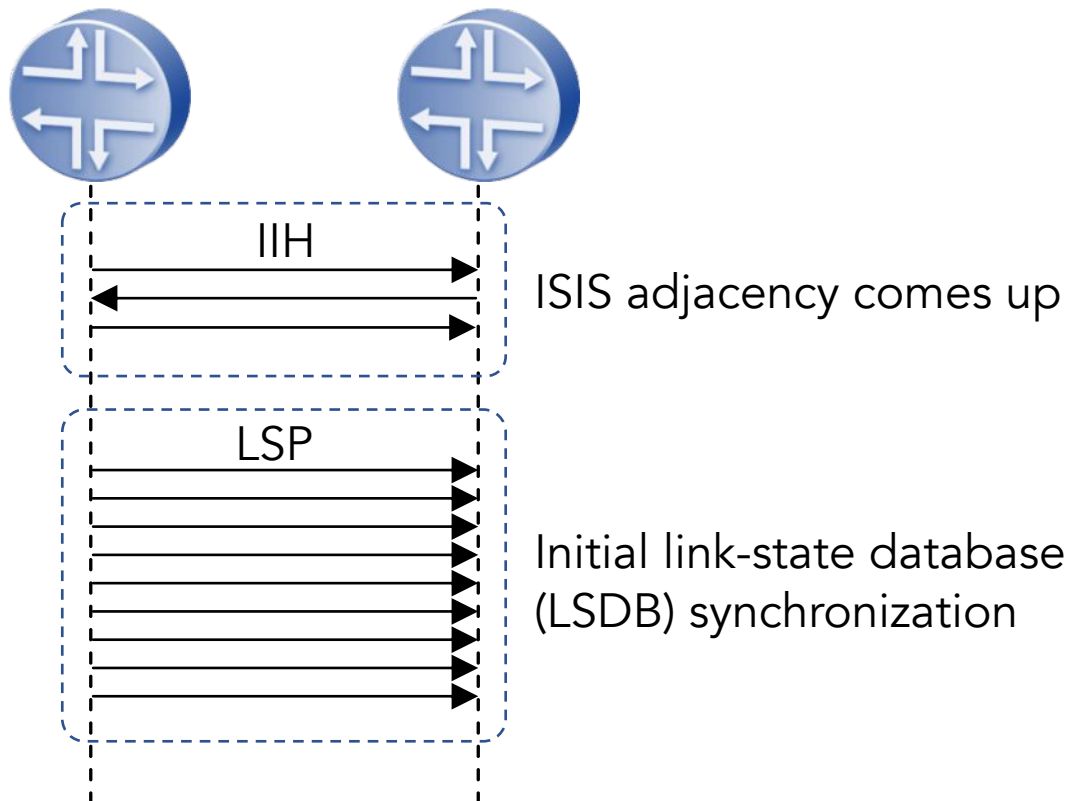 IIH
ISIS adjacency comes up
LSP
Initial link-state database
(LSDB) synchronization